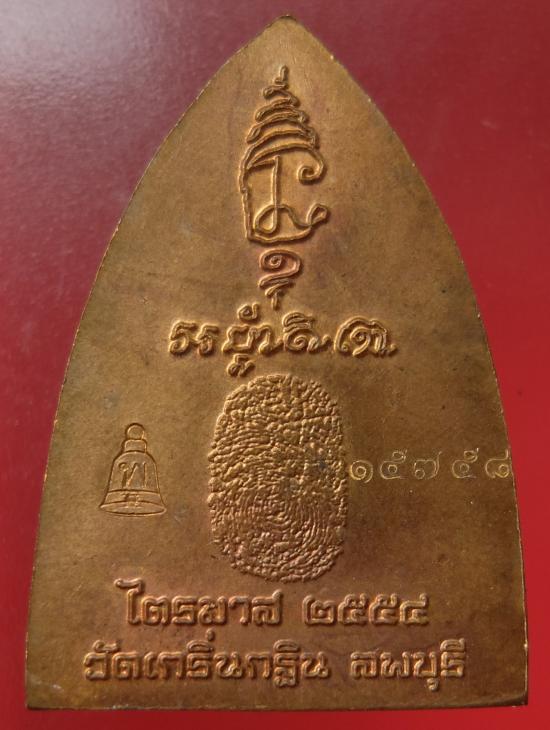 ท
๑๕๗๕๘
ไตรมาส ๒๕๕๔
วัดเกริ่นกฐิน ลพบุรี